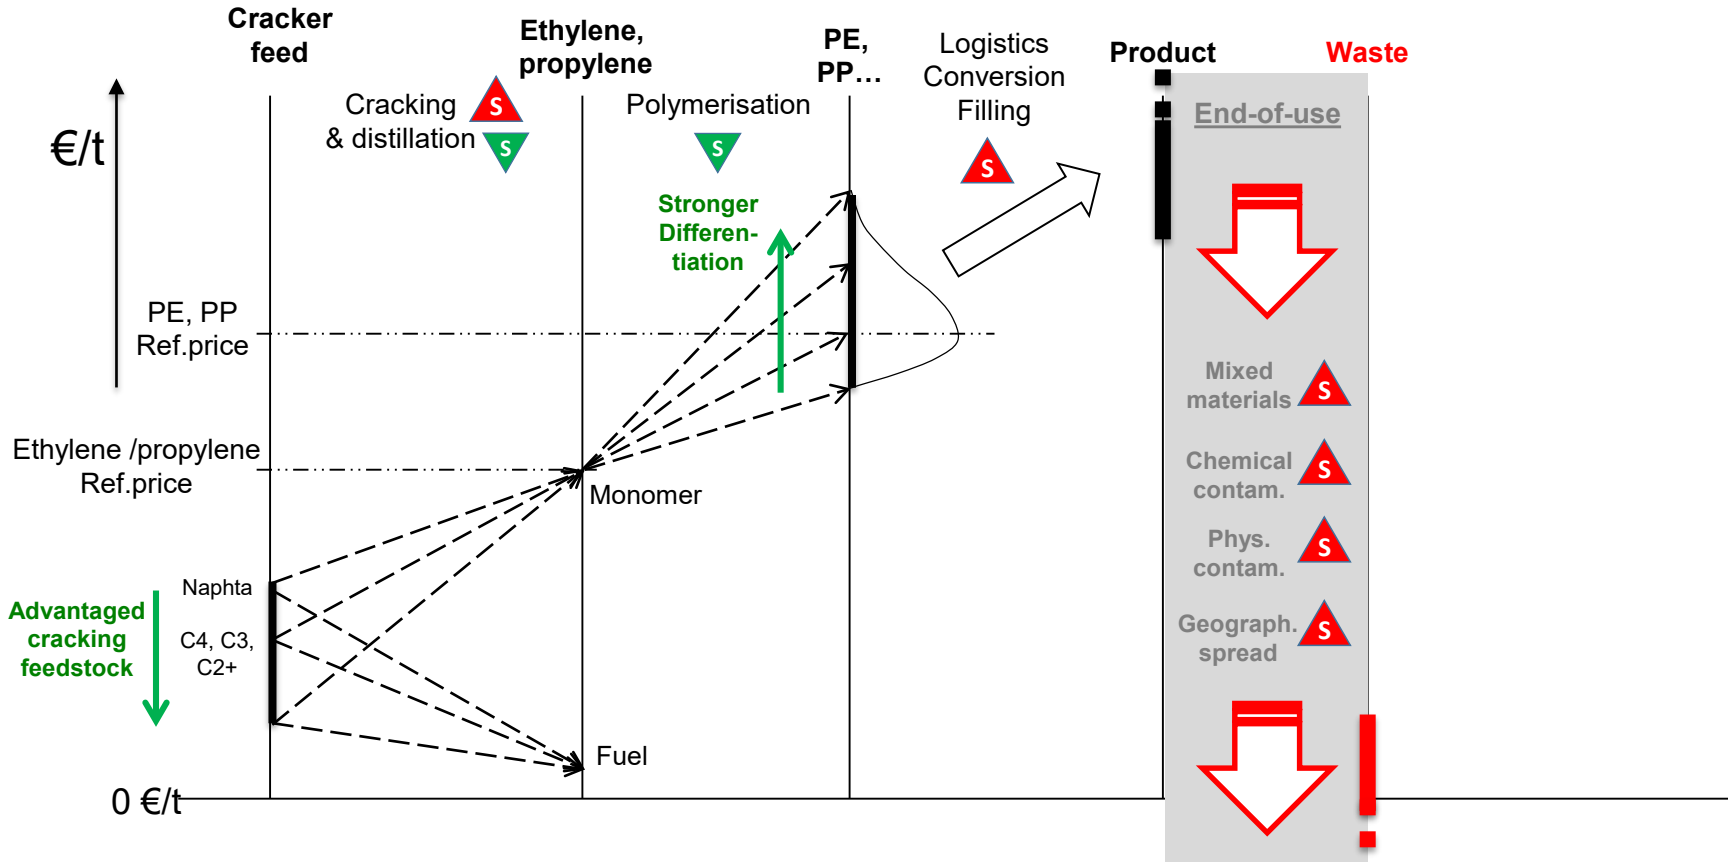 Cracker
feed
Ethylene,
propylene
PE,
PP...
Logistics
Conversion
Filling
Product
Waste
€/t
Cracking
& distillation
S
S
Polymerisation
S
S
End-of-use
Stronger
Differen-
tiation
PE, PP
Ref.price
Ethylene /propylene
Ref.price
Monomer
Mixed
materials
S
Chemical
contam.
S
Phys.
contam.
S
Geograph.
spread
S
Naphta
C4, C3,
C2+
Advantaged
cracking
feedstock
Fuel
0 €/t